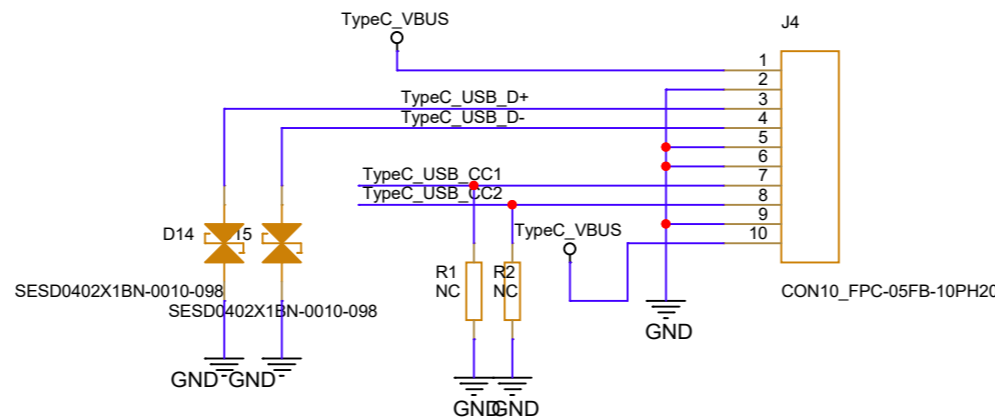 TypeC_VBUS
J4
1
2
TypeC_USB_D+
3
TypeC_USB_D-
4
5
6
TypeC_USB_CC1
7
TypeC_USB_CC2
8
9
D14
TypeC_VBUS
10
R1
R2
NC
NC
SESD0402X1BN-0010-098
CON10_FPC-05FB-10PH20
SESD0402X1BN-0010-098
GND
GND
GND
GND
GND